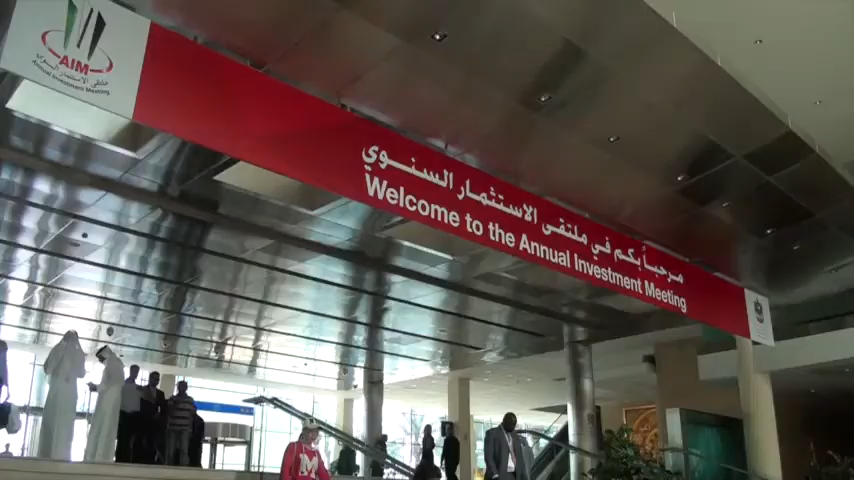 AIM
ملتقى الاستثمار السنوي
Annual Investment Meeting
مرحباً بكم في ملتقى الاستثمار السنوي
Welcome to the Annual Investment Meeting
M